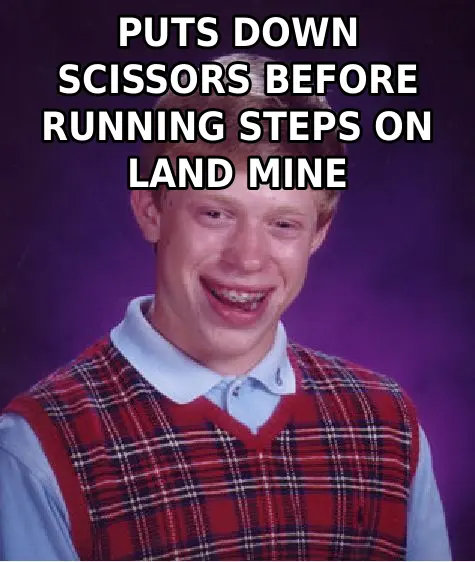 PUTS DOWN
SCISSORS BEFORE
RUNNING STEPS ON
LAND MINE